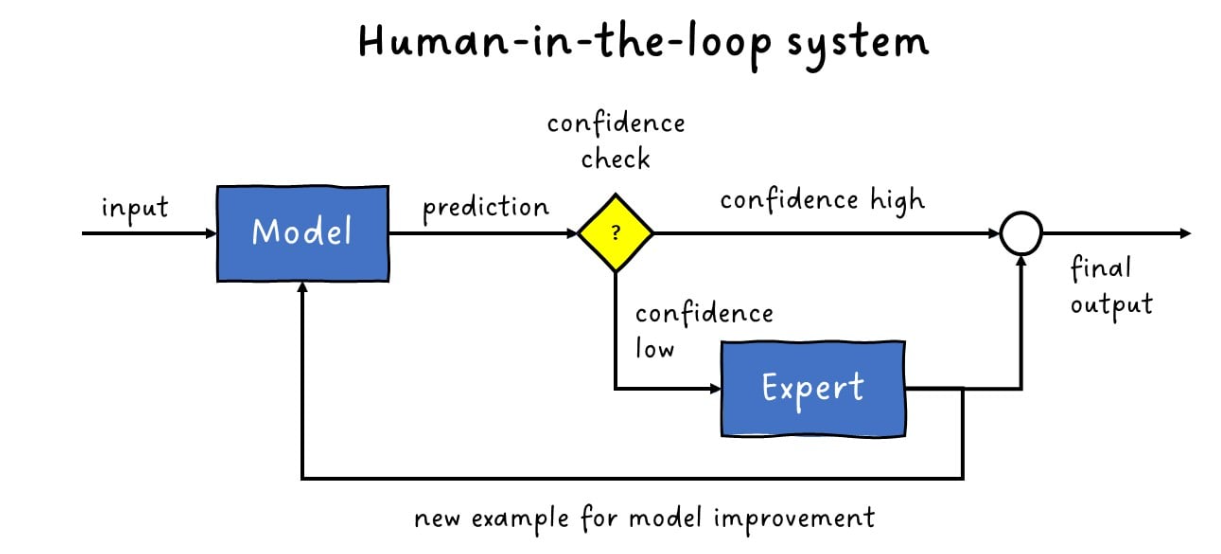 Human-in-the-loop system
confidence
check
input
Model
prediction
?
confidence high
final
output
confidence
low
Expert
new example for model improvement